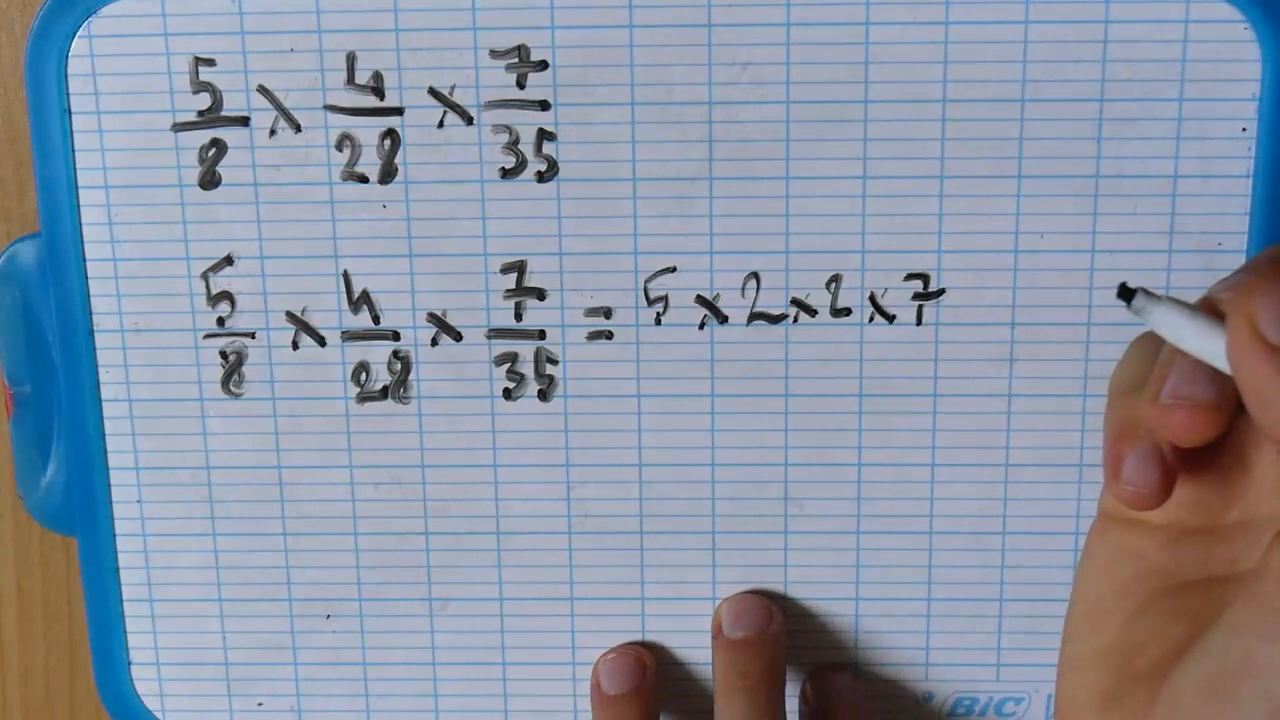 5/8 × 4/28 × 7/35
5/8 × 4/28 × 7/35 = 5 × 2 × 2 × 7
BIC